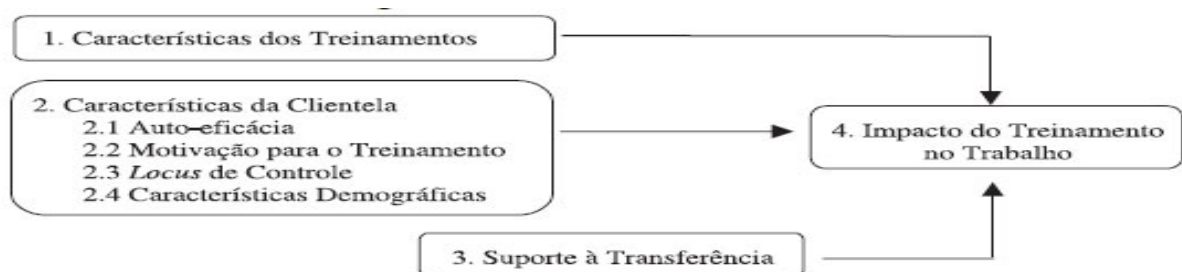 1. Características dos Treinamentos
2. Características da Clientela
2.1 Auto-eficácia
2.2 Motivação para o Treinamento
2.3 Locus de Controle
2.4 Características Demográficas
4. Impacto do Treinamento
no Trabalho
3. Suporte à Transferência